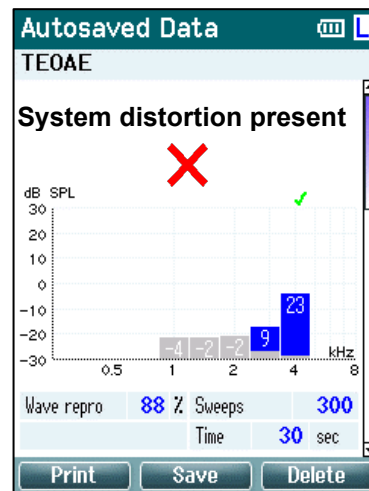 Autosaved Data L
TEOAE
System distortion present
dB SPL
30
20
10
0
-10
-20
-30
-4 -2 -2 9 23
kHz
0.5 1 2 4 8
Wave repro 88 % Sweeps 300
Time 30 sec
Print Save Delete